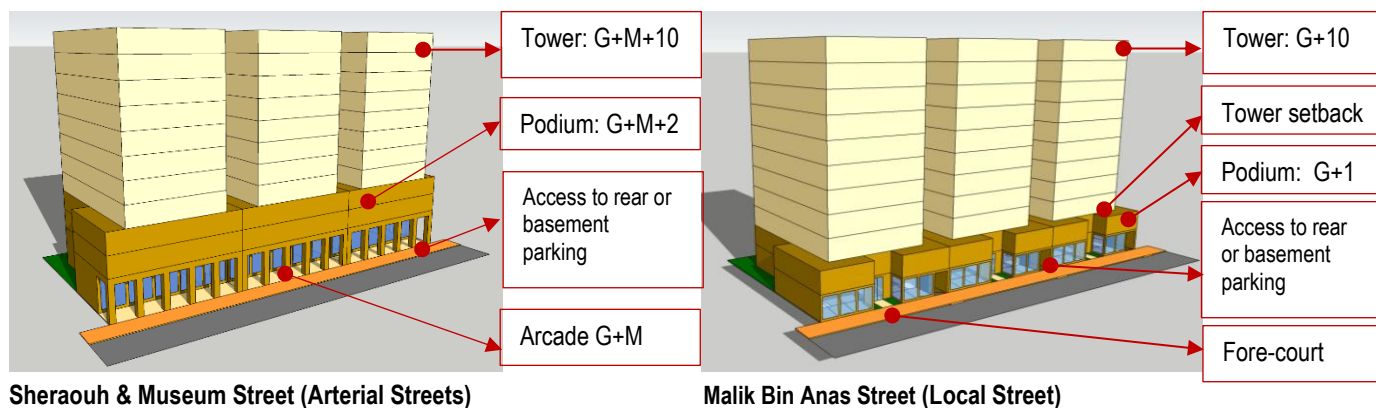 Tower: G+M+10
Podium: G+M+2
Access to rear or
basement
parking
Arcade G+M
Sheraouh & Museum Street (Arterial Streets)
Tower: G+10
Tower setback
Podium: G+1
Access to rear
or basement
parking
Fore-court
Malik Bin Anas Street (Local Street)